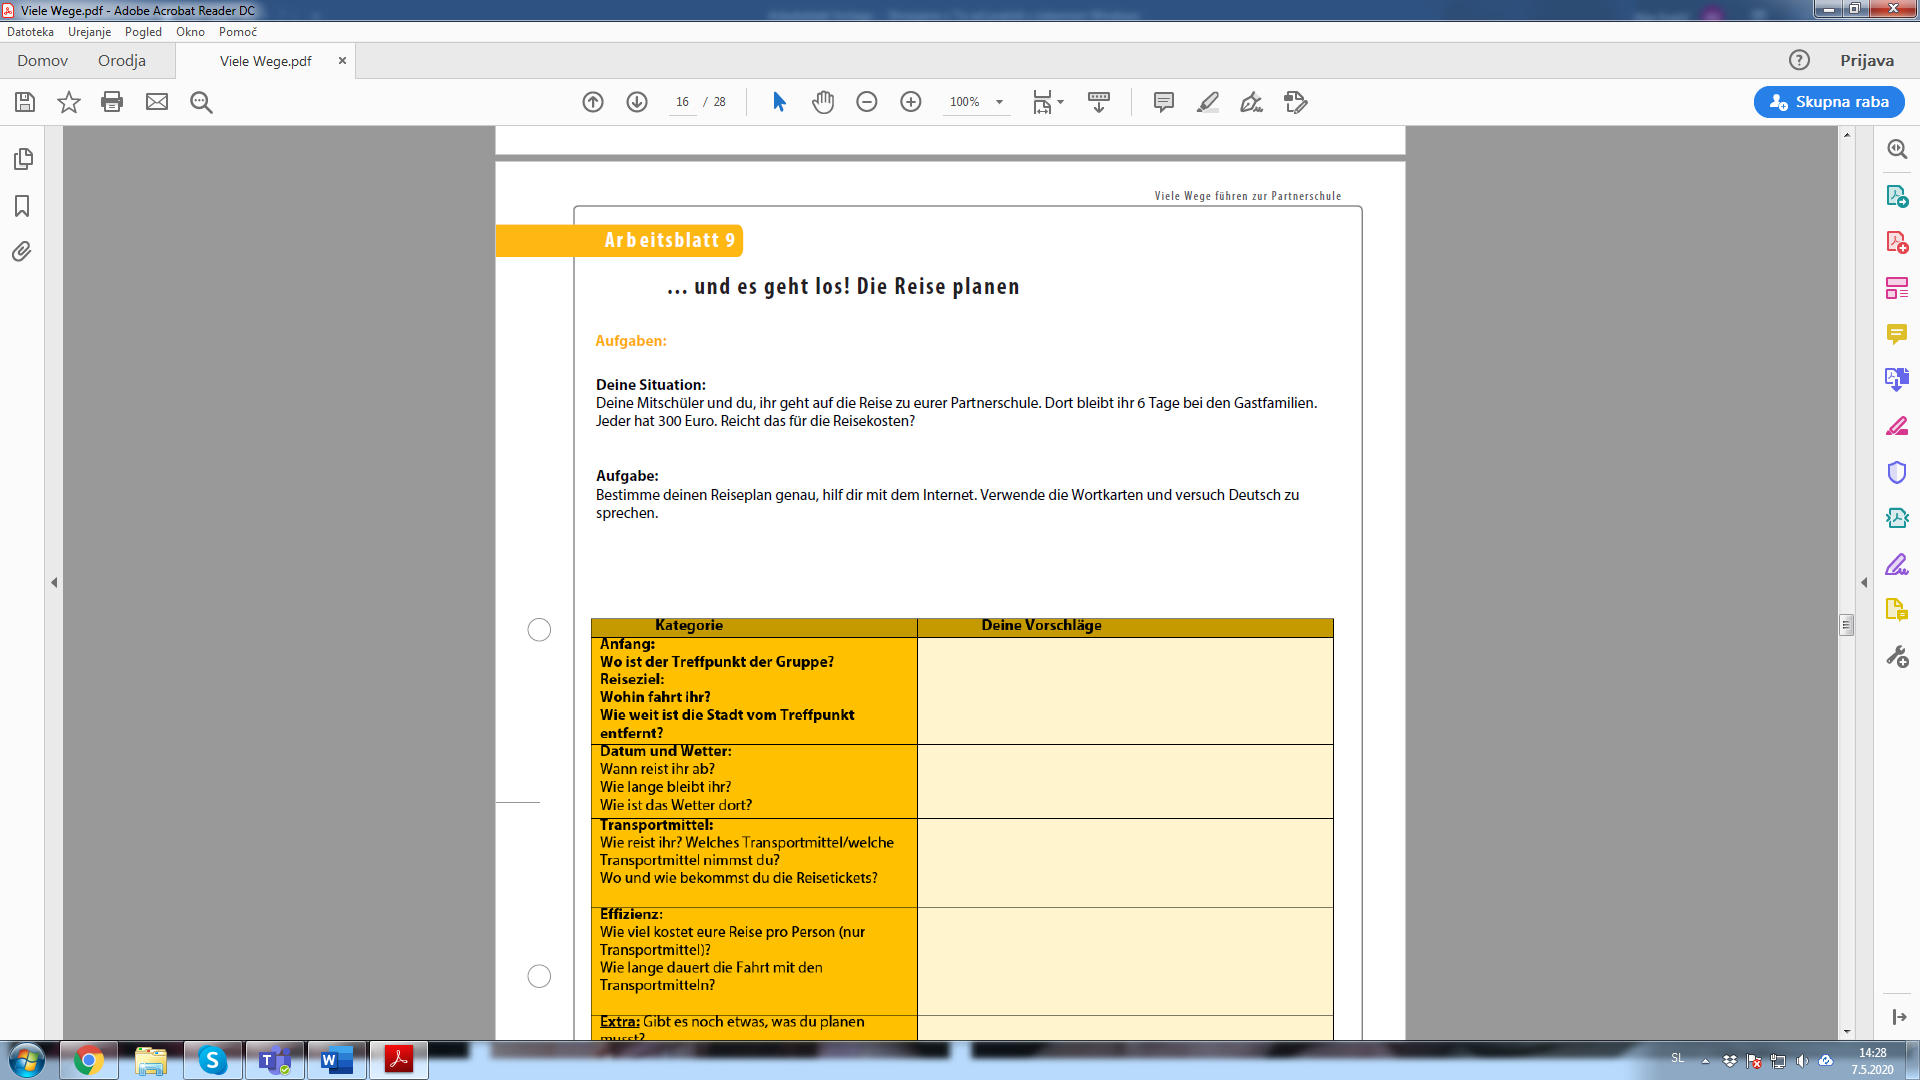 Viele Wege.pdf - Adobe Acrobat Reader DC
Datoteka Urejanje Pogled Okno Pomoč
Domov Orodja Viele Wege.pdf × ? Prijava
16 / 28 100% Skupna raba
Viele Wege führen zur Partnerschule
Arbeitsblatt 9
... und es geht los! Die Reise planen
Aufgaben:
Deine Situation:
Deine Mitschüler und du, ihr geht auf die Reise zu eurer Partnerschule. Dort bleibt ihr 6 Tage bei den Gastfamilien.
Jeder hat 300 Euro. Reicht das für die Reisekosten?
Aufgabe:
Bestimme deinen Reiseplan genau, hilf dir mit dem Internet. Verwende die Wortkarten und versuch Deutsch zu
sprechen.
Kategorie Deine Vorschläge
Anfang:
Wo ist der Treffpunkt der Gruppe?
Reiseziel:
Wohin fahrt ihr?
Wie weit ist die Stadt vom Treffpunkt
entfernt?
Datum und Wetter:
Wann reist ihr ab?
Wie lange bleibt ihr?
Wie ist das Wetter dort?
Transportmittel:
Wie reist ihr? Welches Transportmittel/welche
Transportmittel nimmst du?
Wo und wie bekommst du die Reisetickets?
Effizienz:
Wie viel kostet eure Reise pro Person (nur
Transportmittel)?
Wie lange dauert die Fahrt mit den
Transportmitteln?
Extra: Gibt es noch etwas, was du planen
musst?
SL 14:28
7.5.2020